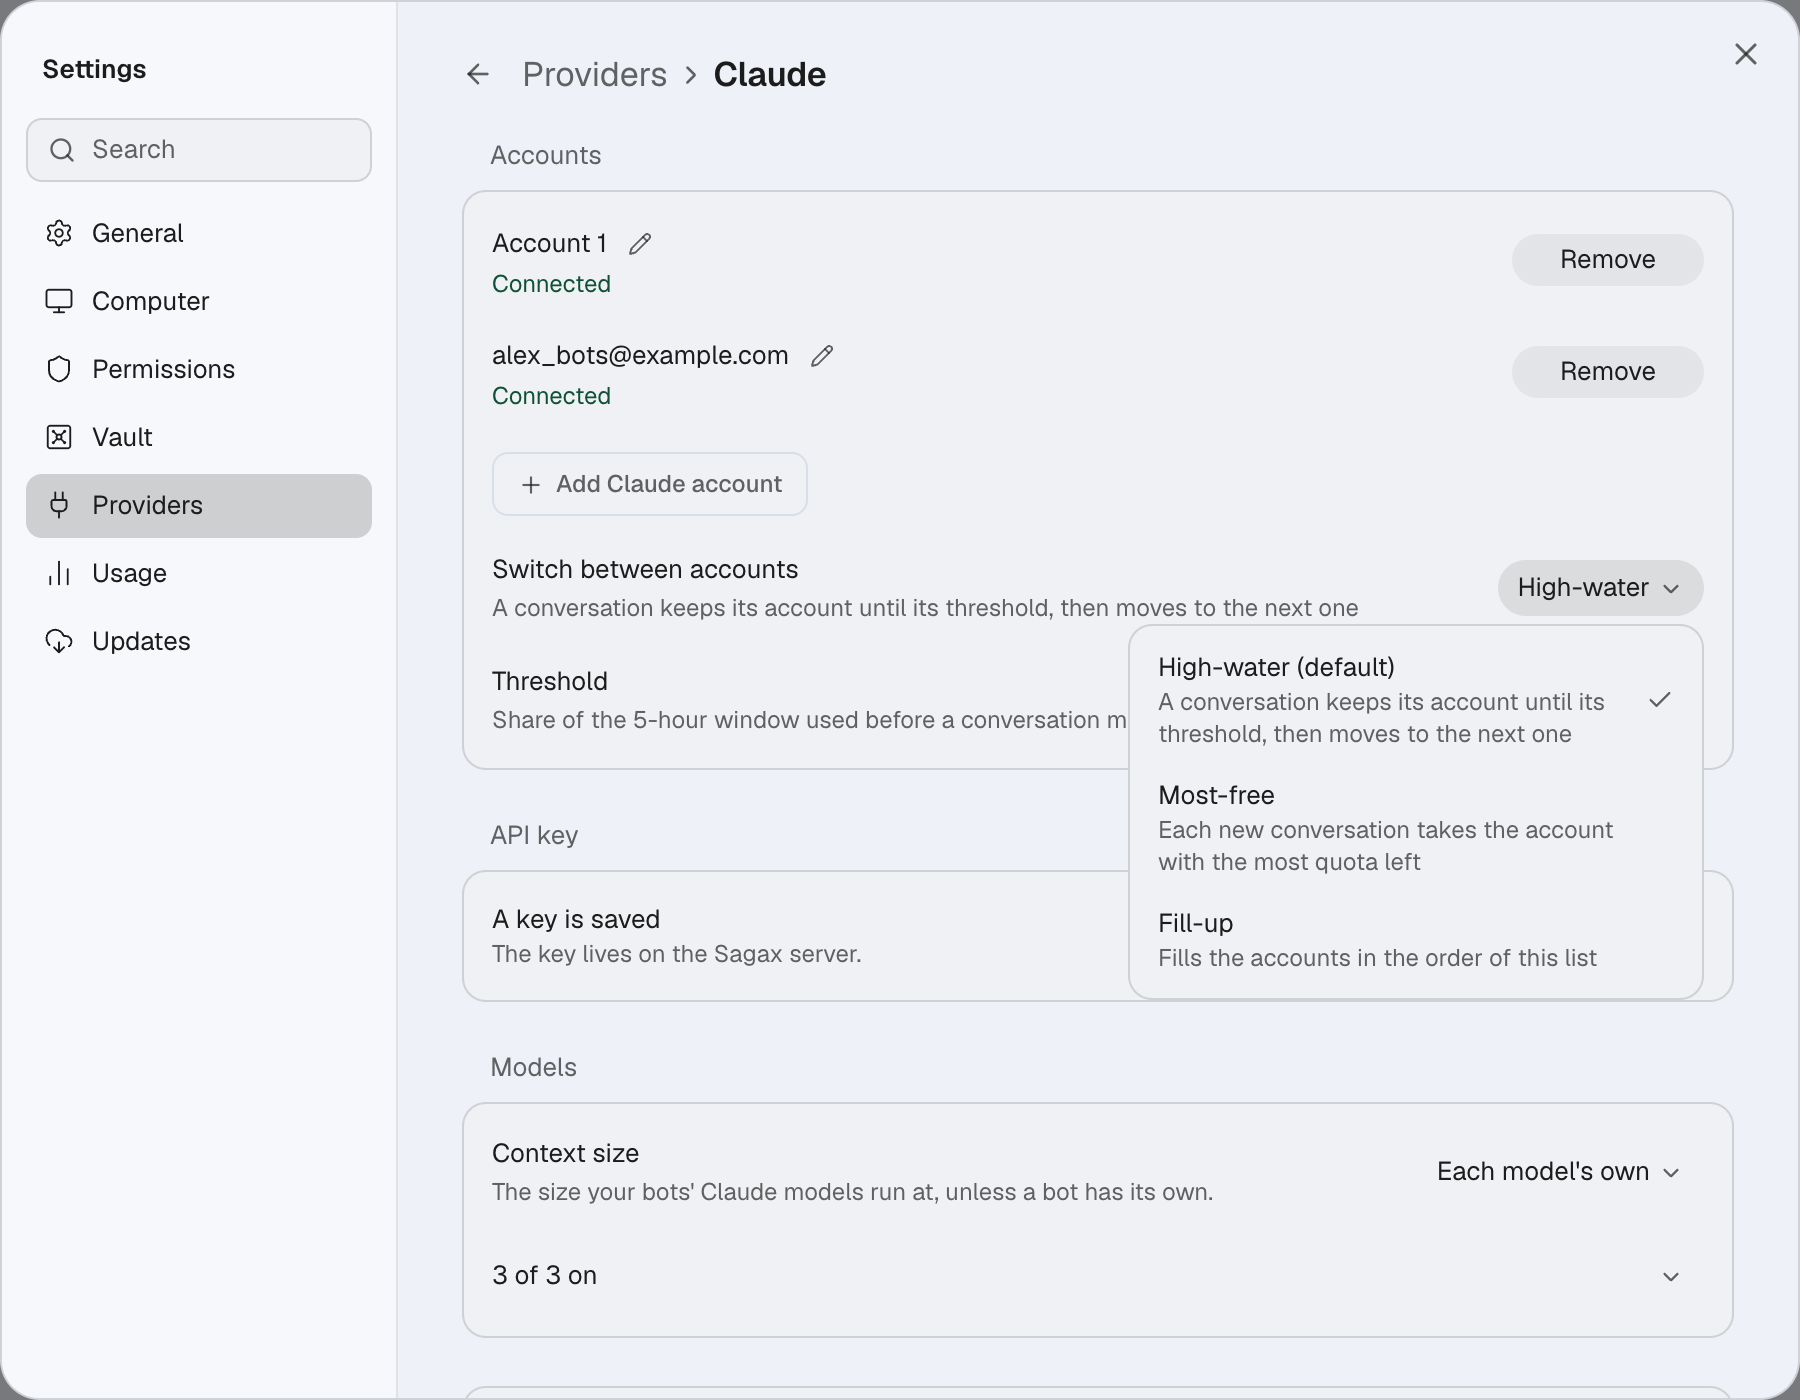 Settings
Search
General
Computer
Permissions
Vault
Providers
Usage
Updates
Providers > Claude
Accounts
Account 1
Connected
Remove
alex_bots@example.com
Connected
Remove
+ Add Claude account
Switch between accounts
A conversation keeps its account until its threshold, then moves to the next one
High-water
Threshold
Share of the 5-hour window used before a conversation m
High-water (default)
A conversation keeps its account until its
threshold, then moves to the next one
Most-free
Each new conversation takes the account
with the most quota left
Fill-up
Fills the accounts in the order of this list
API key
A key is saved
The key lives on the Sagax server.
Models
Context size
The size your bots' Claude models run at, unless a bot has its own.
Each model's own
3 of 3 on